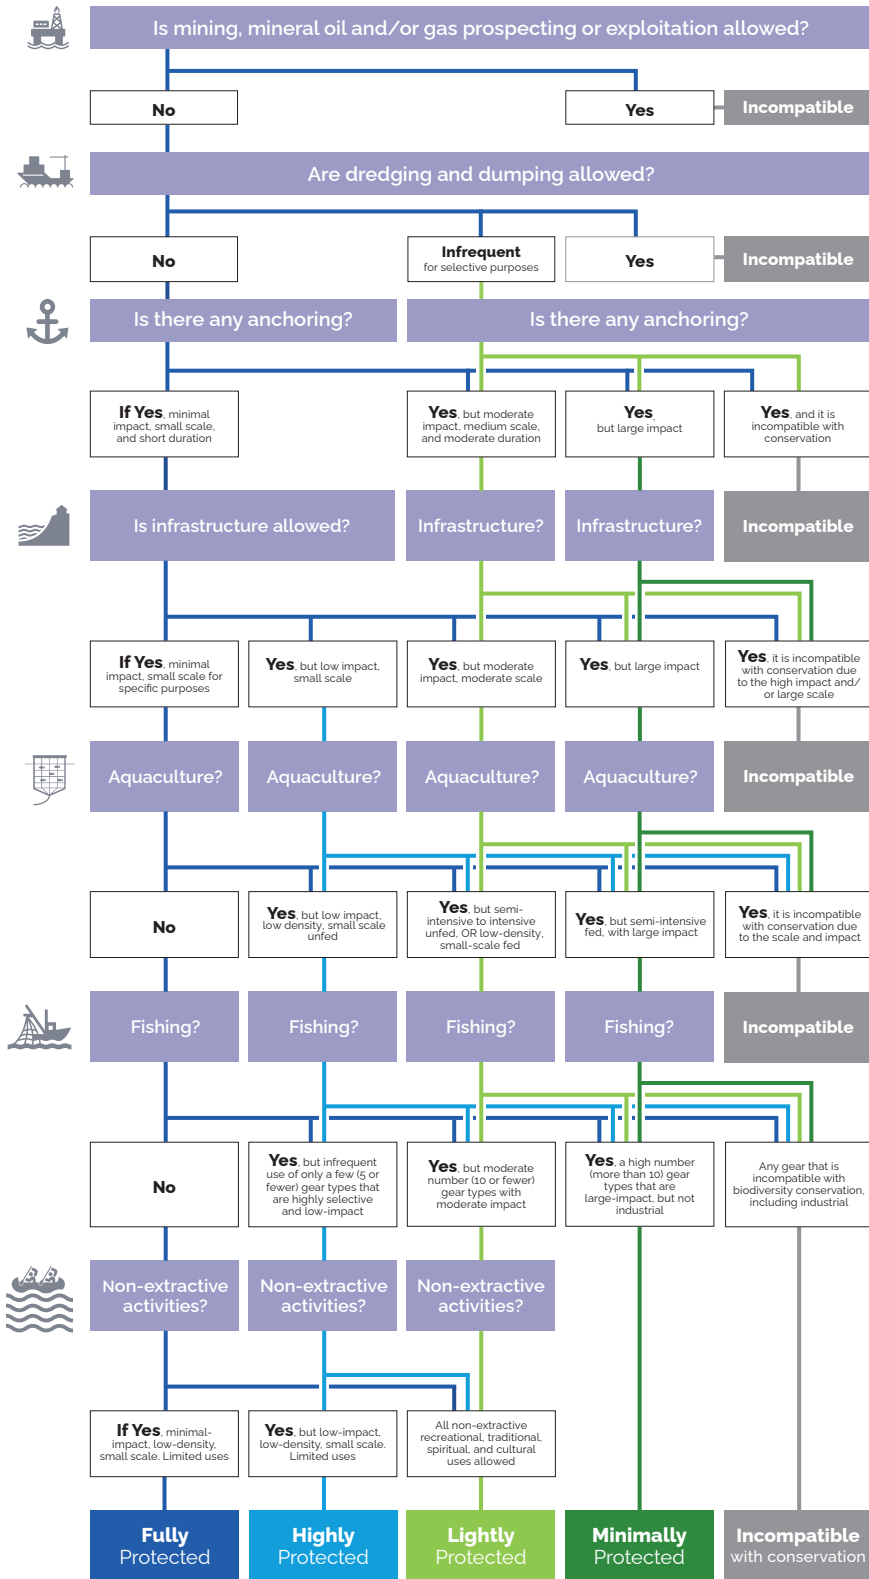 Is mining, mineral oil and/or gas prospecting or exploitation allowed?
No
Yes
Incompatible
Are dredging and dumping allowed?
No
Infrequent
for selective purposes
Yes
Incompatible
Is there any anchoring?
Is there any anchoring?
If Yes, minimal
impact, small scale,
and short duration
Yes, but moderate
impact, medium scale,
and moderate duration
Yes,
but large impact
Yes, and it is
incompatible with
conservation
Is infrastructure allowed?
Infrastructure?
Infrastructure?
Incompatible
If Yes, minimal
impact, small scale for
specific purposes
Yes, but low impact,
small scale
Yes, but moderate
impact, moderate scale
Yes, but large impact
Yes, it is incompatible
with conservation due
to the high impact and/
or large scale
Aquaculture?
Aquaculture?
Aquaculture?
Aquaculture?
Incompatible
No
Yes, but low impact,
low density, small scale
unfed
Yes, but semi-
intensive to intensive
unfed, OR low-density,
small-scale fed
Yes, but semi-intensive
fed, with large impact
Yes, it is incompatible
with conservation due
to the scale and impact
Fishing?
Fishing?
Fishing?
Fishing?
Incompatible
No
Yes, but infrequent
use of only a few (5 or
fewer) gear types that
are highly selective
and low-impact
Yes, but moderate
number (10 or fewer)
gear types with
moderate impact
Yes, a high number
(more than 10) gear
types that are
large-impact, but not
industrial
Any gear that is
incompatible with
biodiversity conservation,
including industrial
Non-extractive
activities?
Non-extractive
activities?
Non-extractive
activities?
If Yes, minimal-
impact, low-density,
small scale. Limited uses
Yes, but low-impact,
low-density, small scale.
Limited uses
All non-extractive
recreational, traditional,
spiritual, and cultural
uses allowed
Fully
Protected
Highly
Protected
Lightly
Protected
Minimally
Protected
Incompatible
with conservation